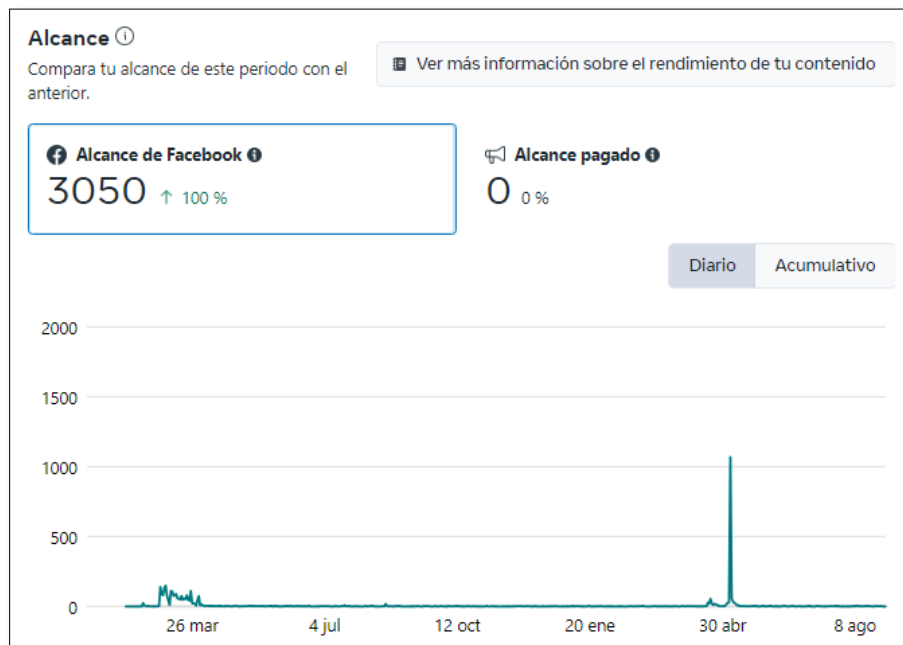 Alcance
Compara tu alcance de este periodo con el
anterior.
Ver más información sobre el rendimiento de tu contenido
Alcance de Facebook
3050 ↑ 100 %
Alcance pagado
0 0 %
Diario
Acumulativo
2000
1500
1000
500
0
26 mar
4 jul
12 oct
20 ene
30 abr
8 ago